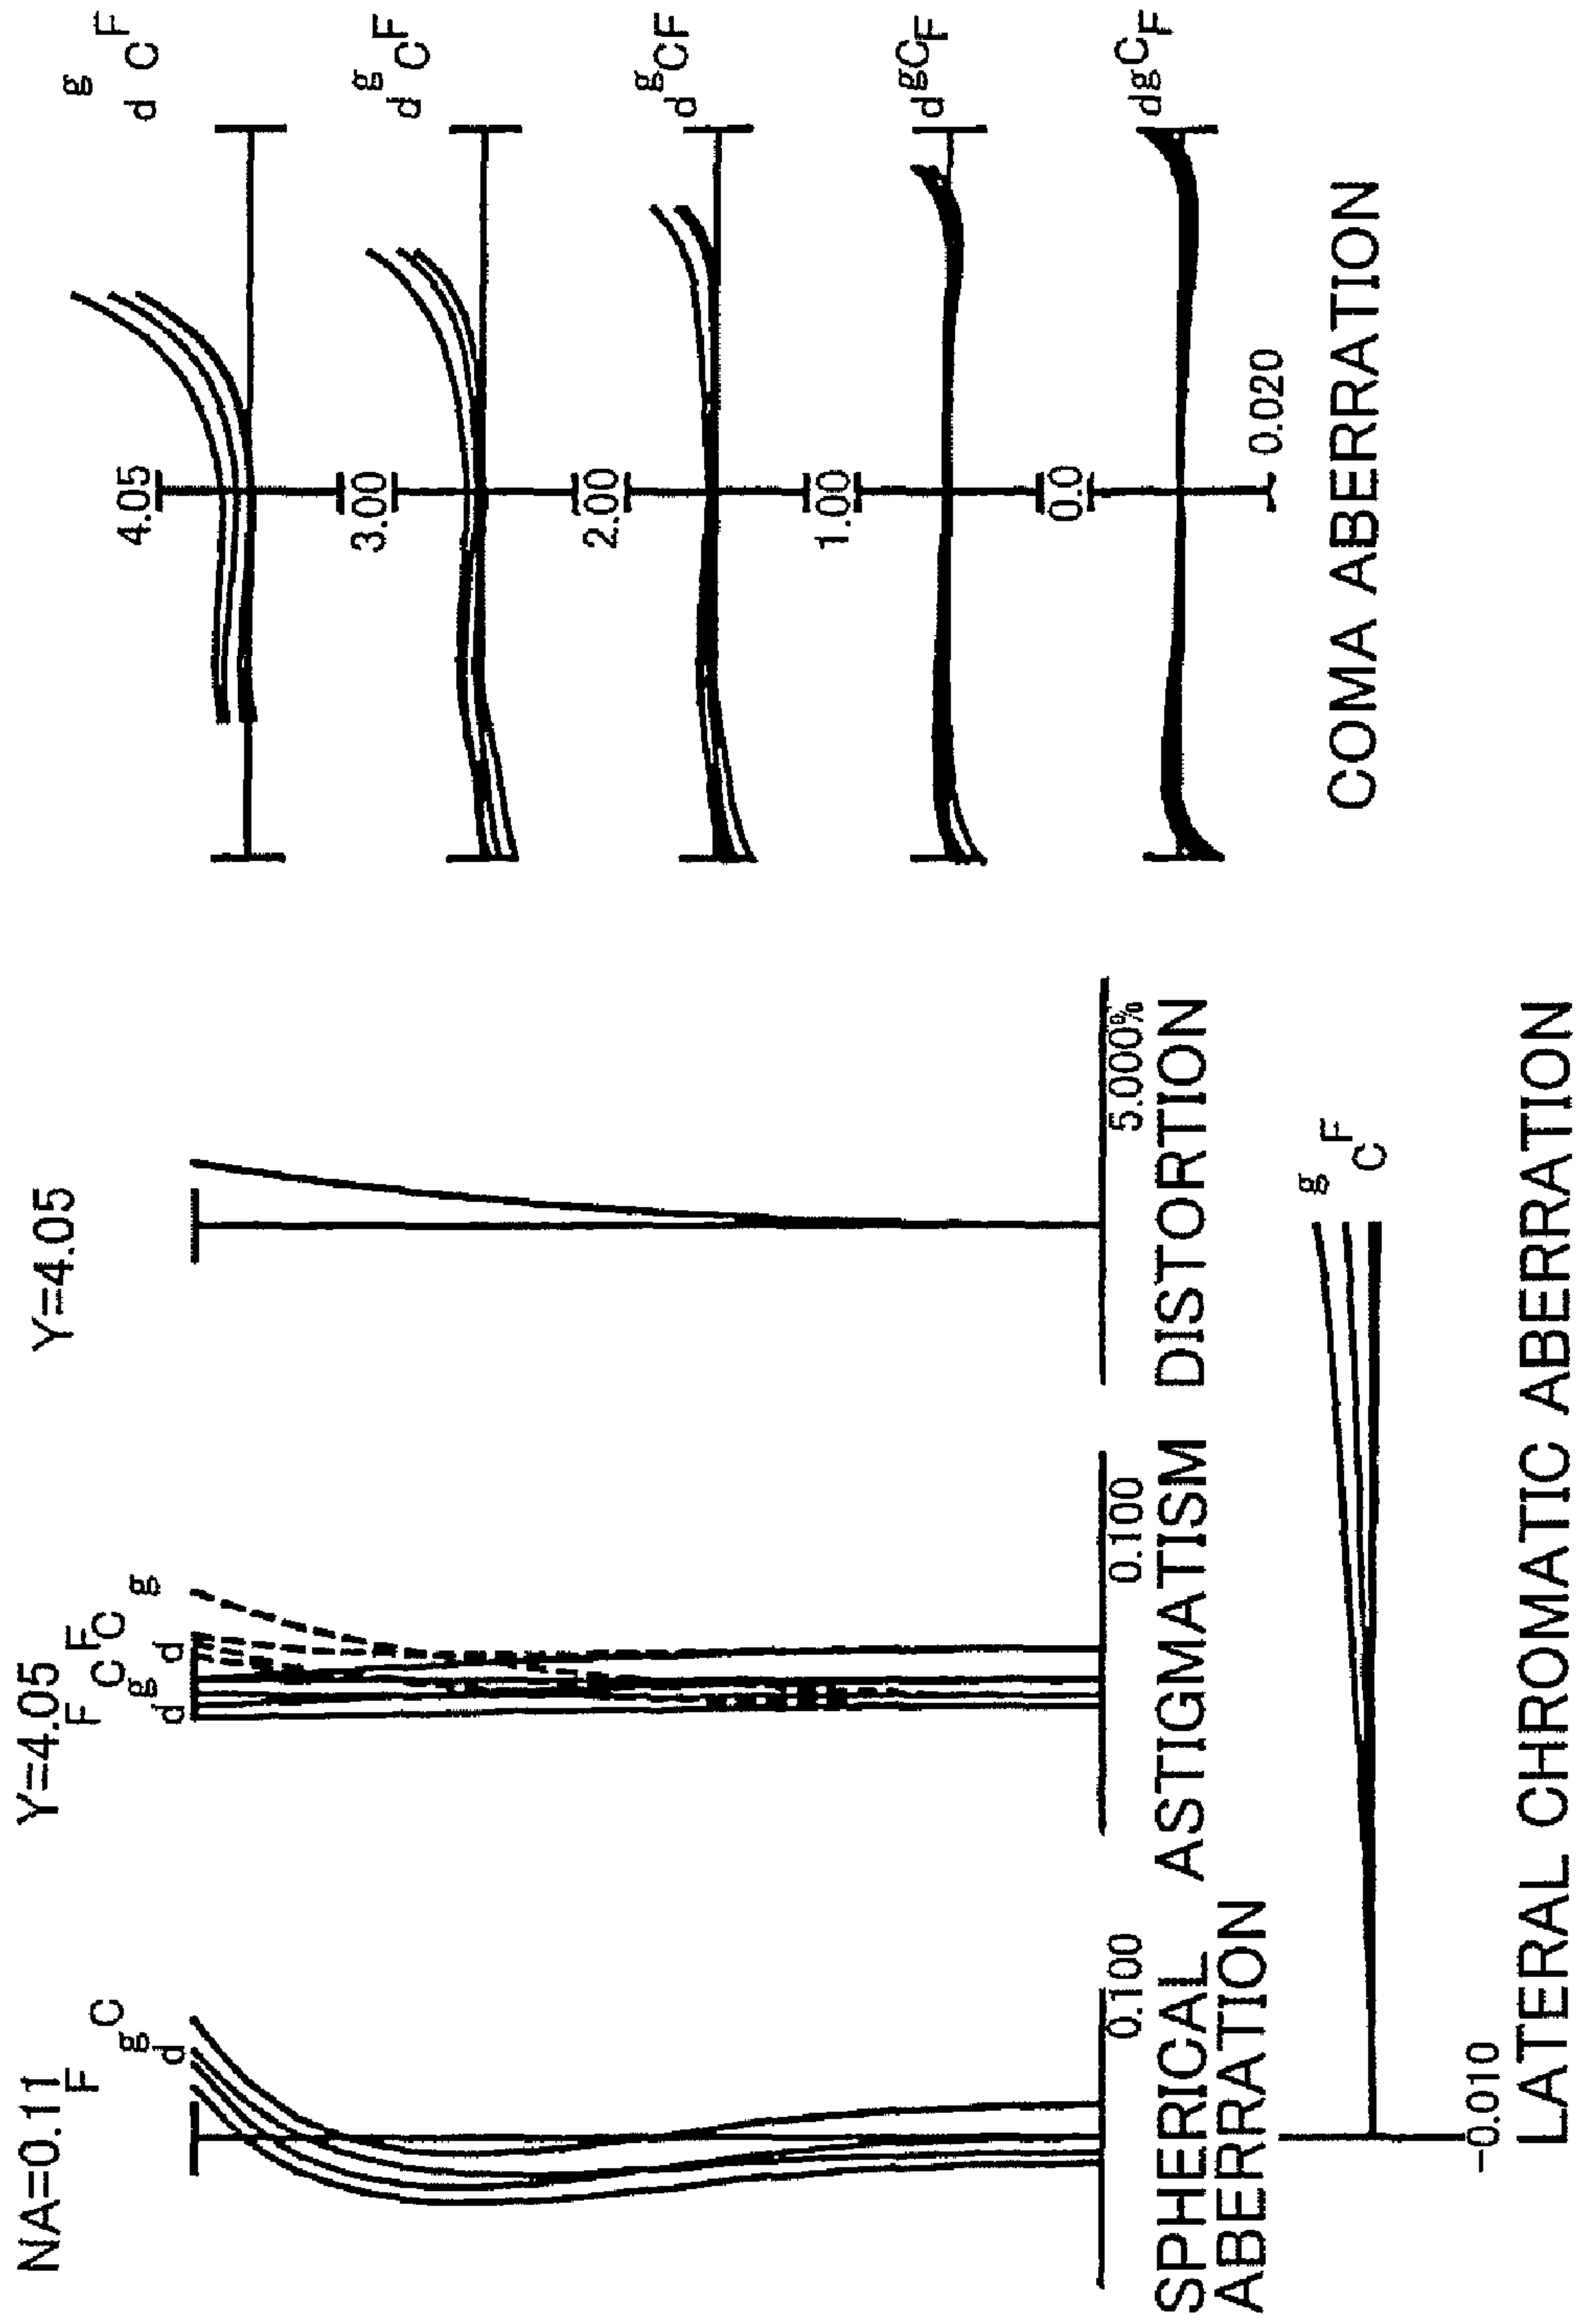 NA=0.11
F
d
g
C
0.100
SPHERICAL
ABERRATION
Y=4.05
F
C
F
C
d
g
d
g
0.100
ASTIGMATISM
Y=4.05
5.000%
DISTORTION
g
F
C
-0.010
LATERAL CHROMATIC ABERRATION
4.05
g
d C F
3.00
g
d C F
2.00
g
d C F
1.00
d g C F
0.0
d g C F
0.020
COMA ABERRATION